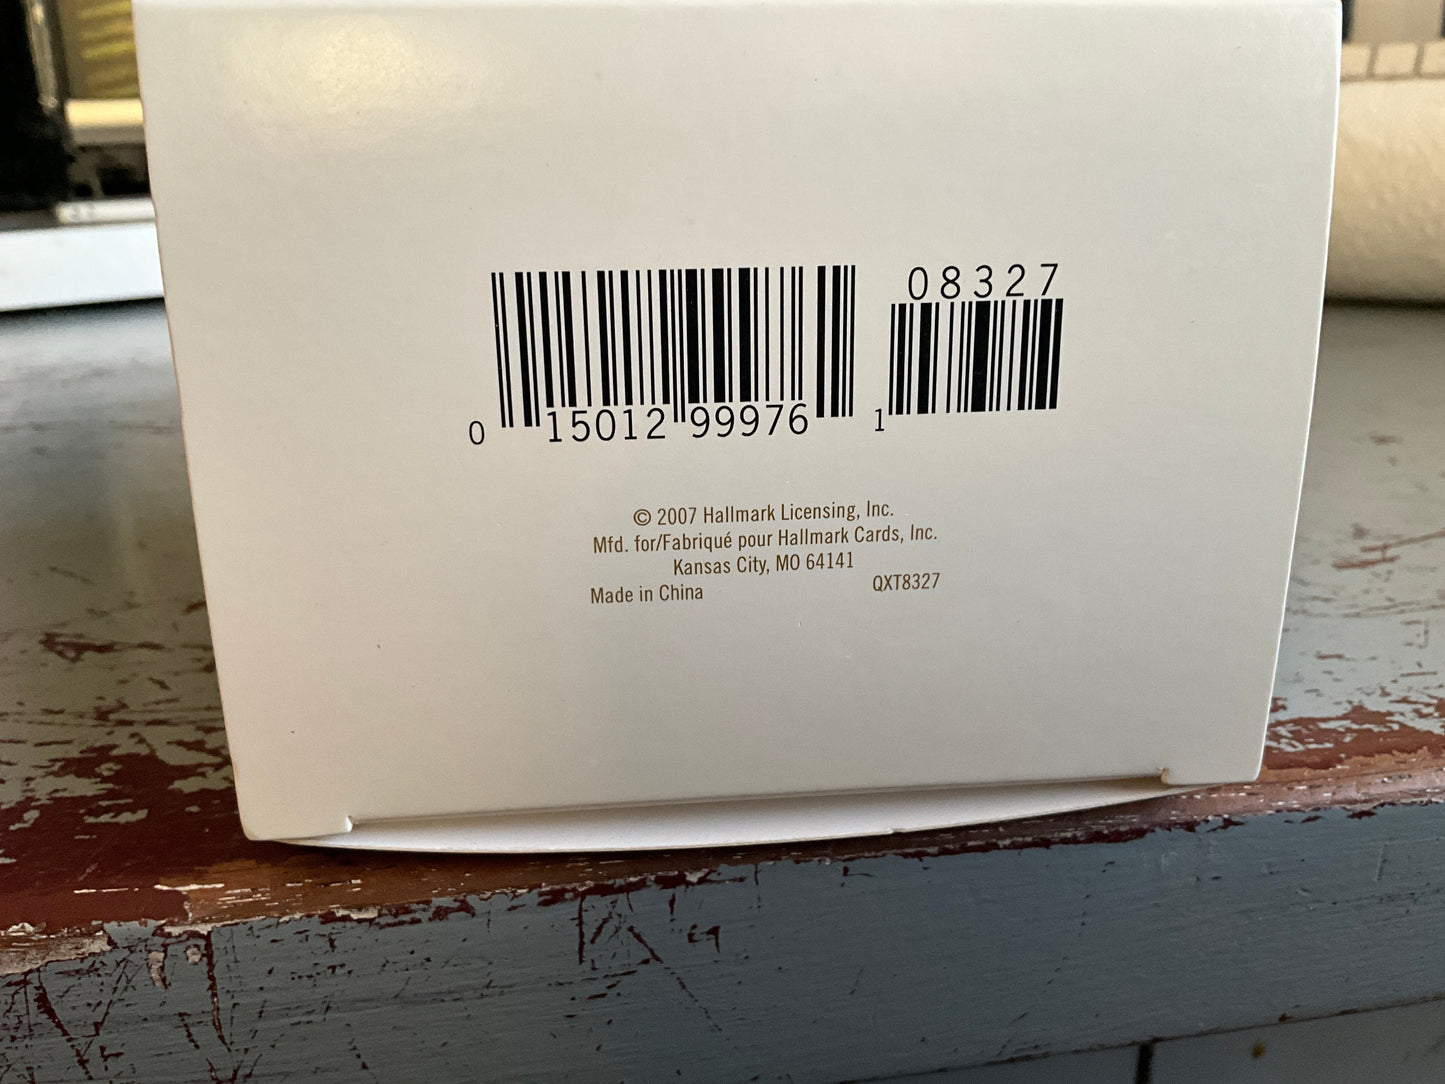 08327
0 15012 99976 1
© 2007 Hallmark Licensing, Inc.
Mfd. for/Fabriqué pour Hallmark Cards, Inc.
Kansas City, MO 64141
Made in China QXT8327